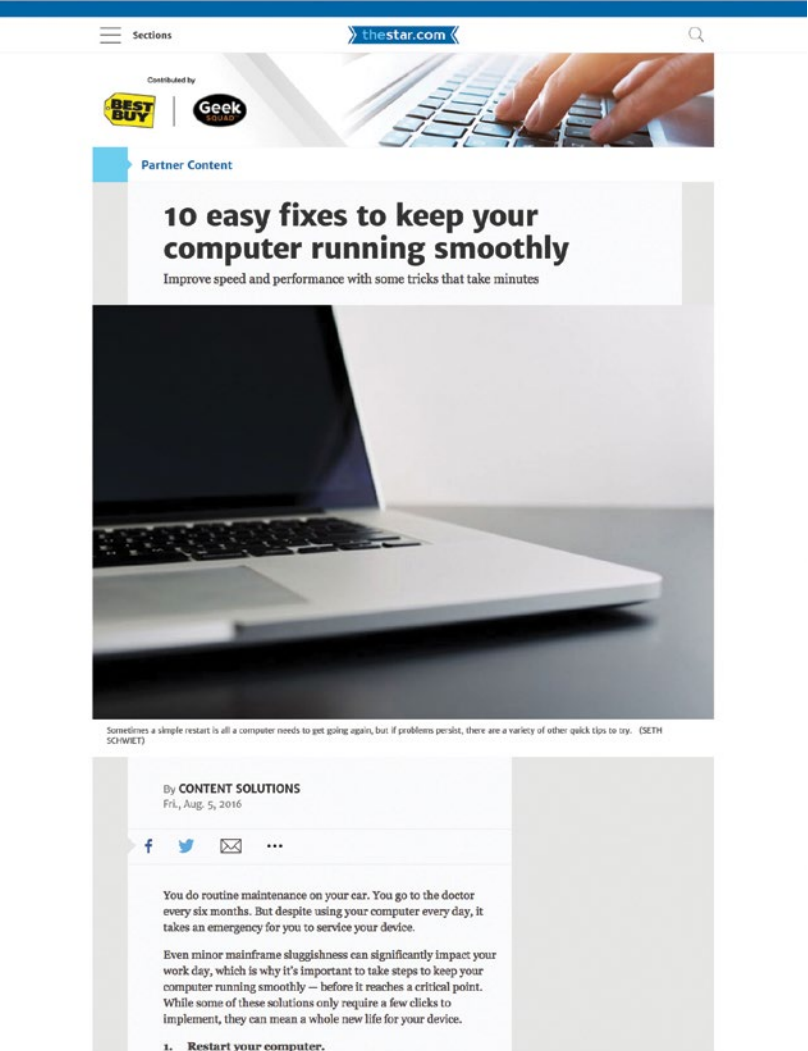 Sections
thestar.com
Contributed by
BEST BUY
Geek SQUAD
Partner Content
10 easy fixes to keep your
computer running smoothly
Improve speed and performance with some tricks that take minutes
Sometimes a simple restart is all a computer needs to get going again, but if problems persist, there are a variety of other quick tips to try. (SETH
SCHWIET)
By CONTENT SOLUTIONS
Fri., Aug. 5, 2016
You do routine maintenance on your car. You go to the doctor
every six months. But despite using your computer every day, it
takes an emergency for you to service your device.
Even minor mainframe sluggishness can significantly impact your
work day, which is why it's important to take steps to keep your
computer running smoothly — before it reaches a critical point.
While some of these solutions only require a few clicks to
implement, they can mean a whole new life for your device.
1. Restart your computer.